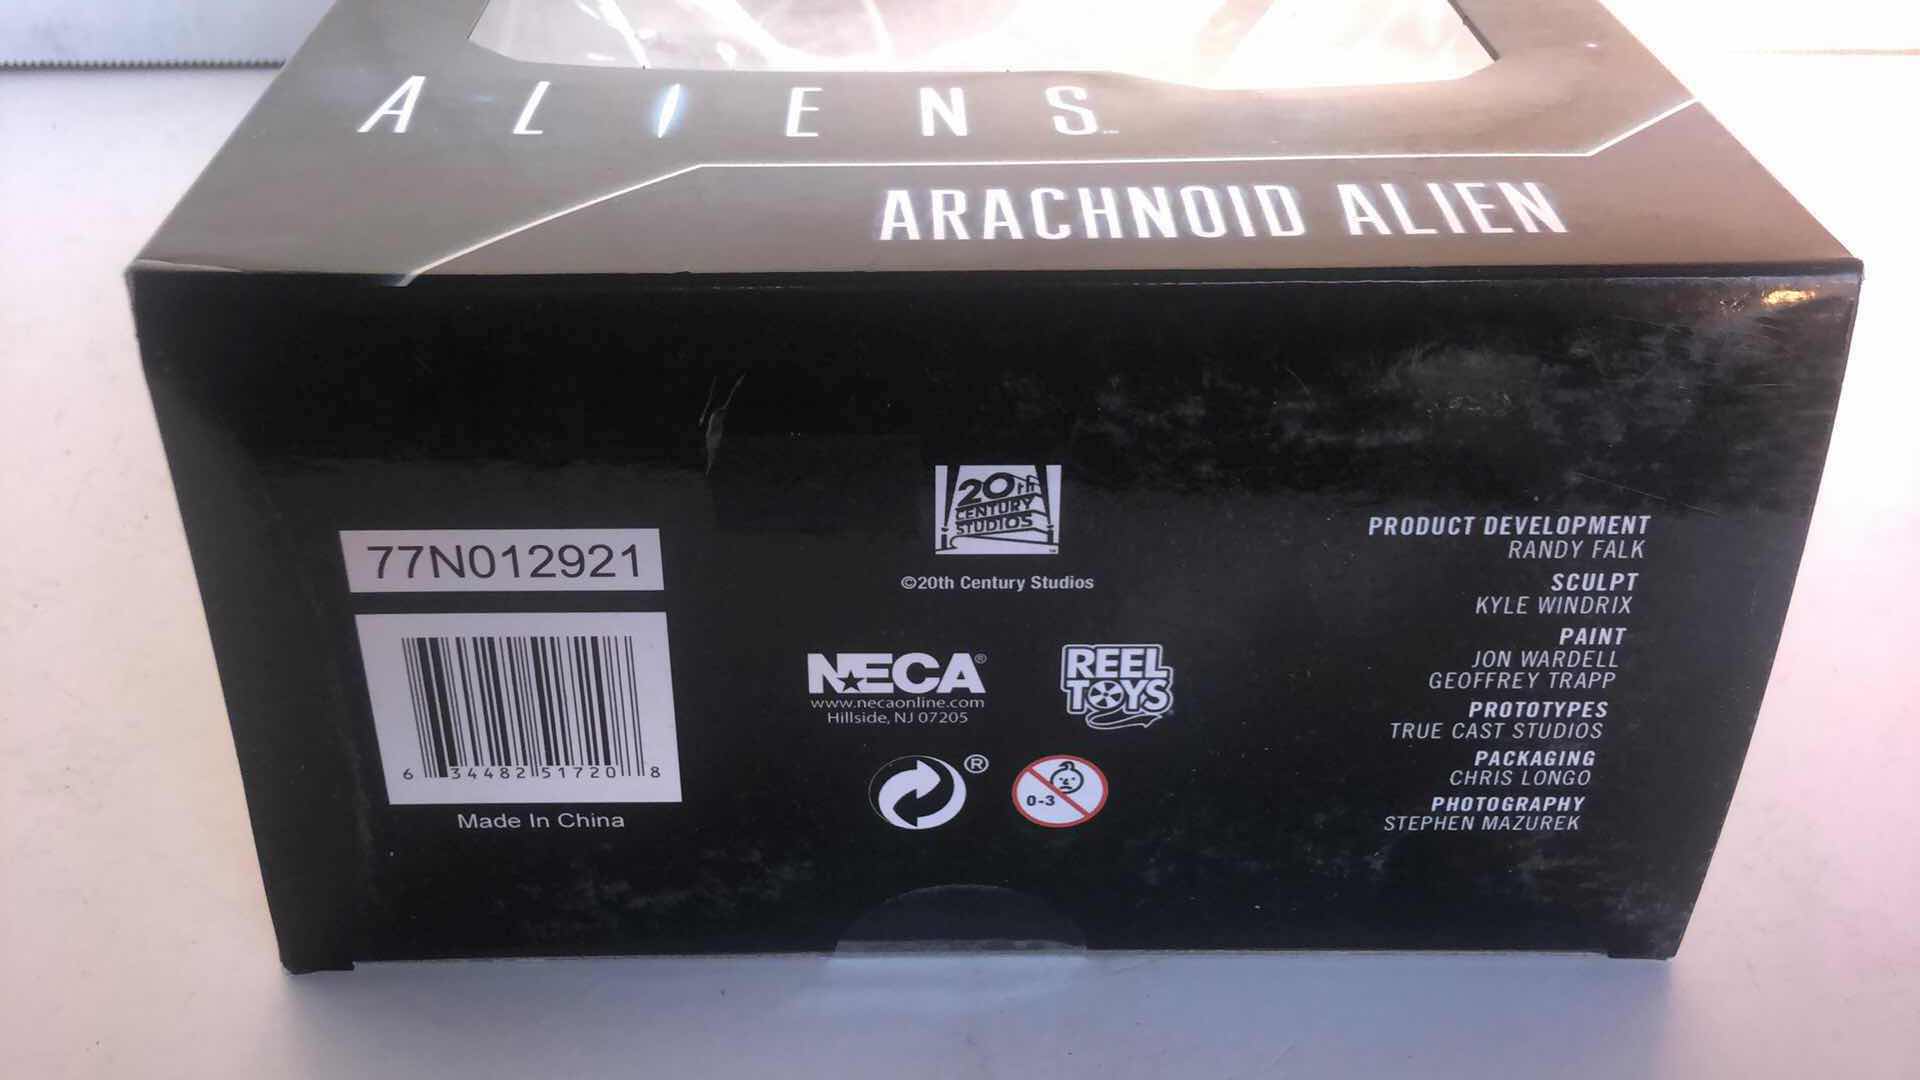 ALIENS™
ARACHNOID ALIEN
77N012921
6 34482 51720 8
Made In China
20th
CENTURY
STUDIOS
©20th Century Studios
NECA®
www.necaonline.com
Hillside, NJ 07205
REEL
TOYS
®
0-3
PRODUCT DEVELOPMENT
RANDY FALK
SCULPT
KYLE WINDRIX
PAINT
JON WARDELL
GEOFFREY TRAPP
PROTOTYPES
TRUE CAST STUDIOS
PACKAGING
CHRIS LONGO
PHOTOGRAPHY
STEPHEN MAZUREK